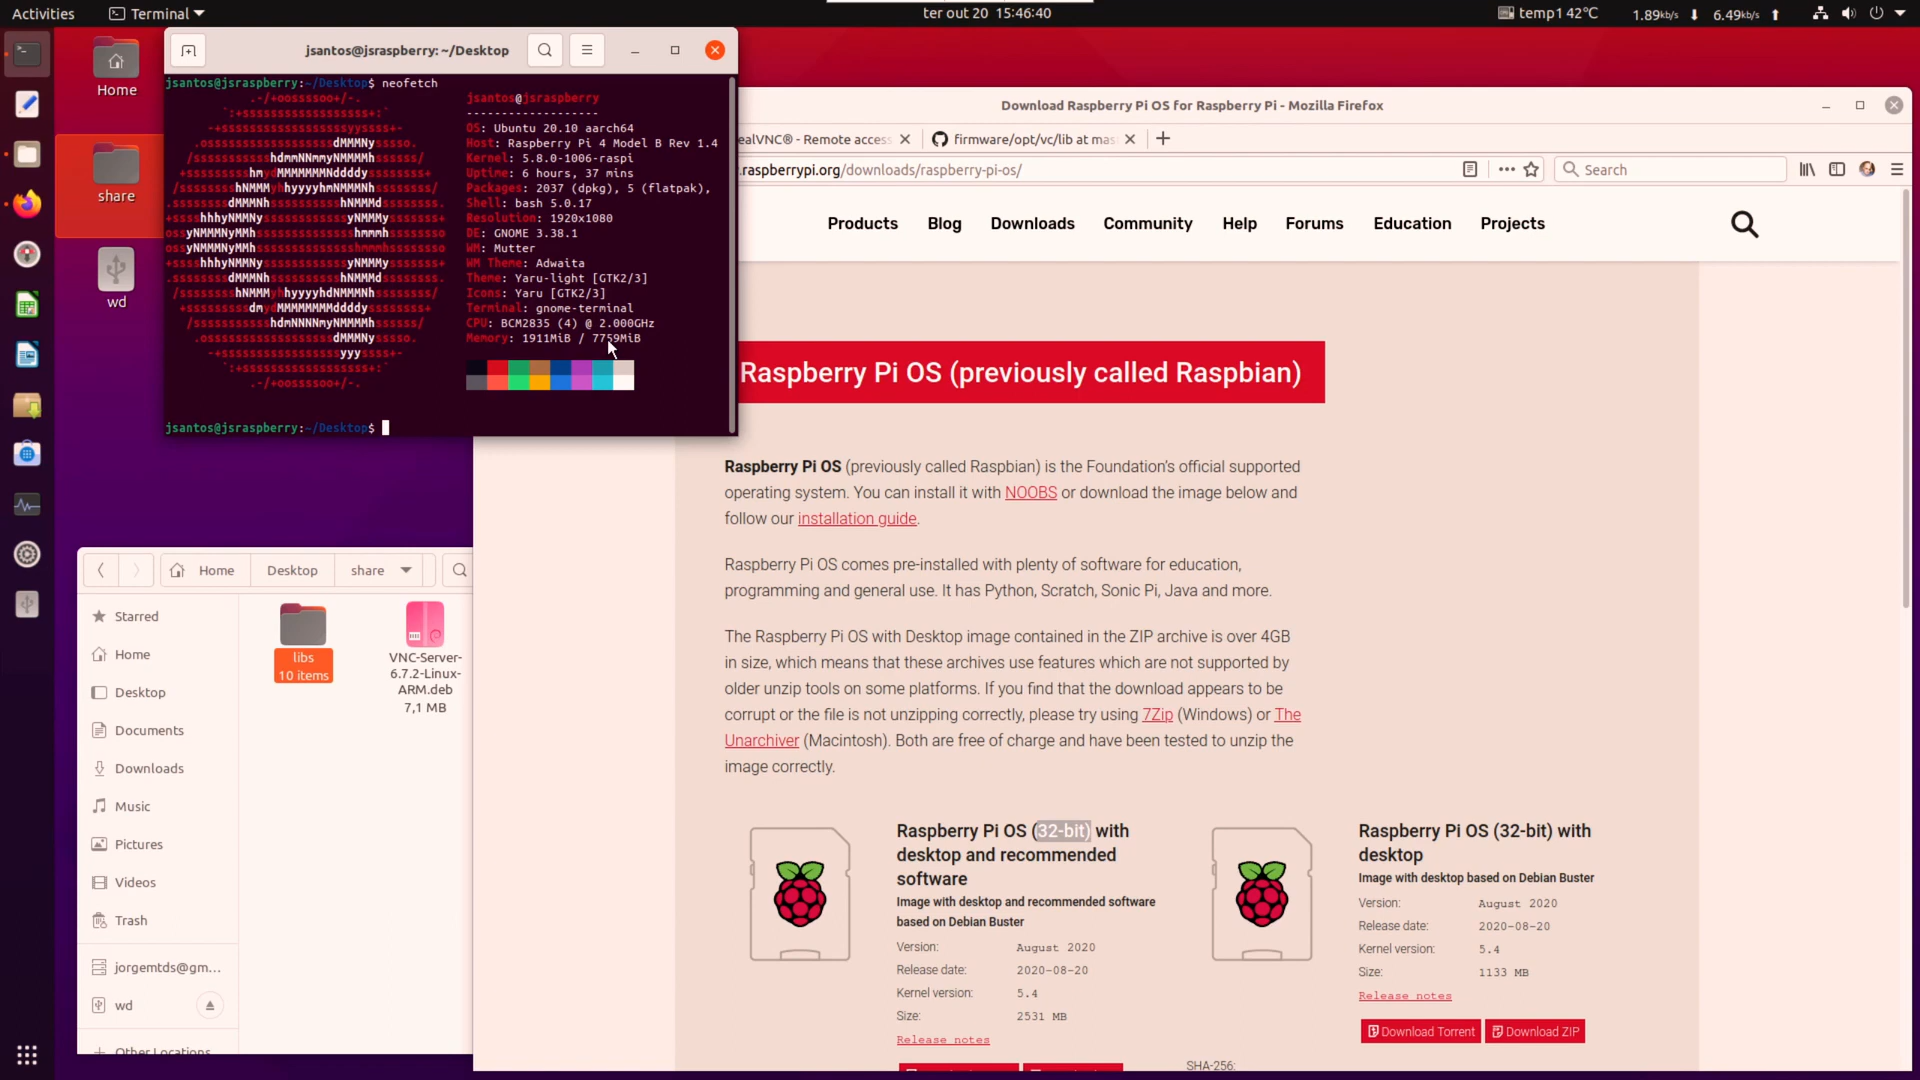 Activities
Terminal
ter out 20 15:46:40
temp1 42°C
1.89kb/s
6.49kb/s
Home
share
wd
jsantos@jsraspberry: ~/Desktop
jsantos@jsraspberry:~/Desktop$ neofetch
jsantos@jsraspberry
-------------------
OS: Ubuntu 20.10 aarch64
Host: Raspberry Pi 4 Model B Rev 1.4
Kernel: 5.8.0-1006-raspi
Uptime: 6 hours, 37 mins
Packages: 2037 (dpkg), 5 (flatpak),
Shell: bash 5.0.17
Resolution: 1920x1080
DE: GNOME 3.38.1
WM: Mutter
WM Theme: Adwaita
Theme: Yaru-light [GTK2/3]
Icons: Yaru [GTK2/3]
Terminal: gnome-terminal
CPU: BCM2835 (4) @ 2.000GHz
Memory: 1911MiB / 7759MiB
jsantos@jsraspberry:~/Desktop$
Download Raspberry Pi OS for Raspberry Pi - Mozilla Firefox
ealVNC® - Remote access
firmware/opt/vc/lib at mas
.raspberrypi.org/downloads/raspberry-pi-os/
Search
Products
Blog
Downloads
Community
Help
Forums
Education
Projects
Raspberry Pi OS (previously called Raspbian)
Raspberry Pi OS (previously called Raspbian) is the Foundation's official supported
operating system. You can install it with NOOBS or download the image below and
follow our installation guide.
Raspberry Pi OS comes pre-installed with plenty of software for education,
programming and general use. It has Python, Scratch, Sonic Pi, Java and more.
The Raspberry Pi OS with Desktop image contained in the ZIP archive is over 4GB
in size, which means that these archives use features which are not supported by
older unzip tools on some platforms. If you find that the download appears to be
corrupt or the file is not unzipping correctly, please try using 7Zip (Windows) or The
Unarchiver (Macintosh). Both are free of charge and have been tested to unzip the
image correctly.
Raspberry Pi OS (32-bit) with
desktop and recommended
software
Image with desktop and recommended software
based on Debian Buster
Version: August 2020
Release date: 2020-08-20
Kernel version: 5.4
Size: 2531 MB
Release notes
Raspberry Pi OS (32-bit) with
desktop
Image with desktop based on Debian Buster
Version: August 2020
Release date: 2020-08-20
Kernel version: 5.4
Size: 1133 MB
Release notes
Download Torrent
Download ZIP
SHA-256:
Home
Desktop
share
Starred
Home
Desktop
Documents
Downloads
Music
Pictures
Videos
Trash
jorgemtds@gm...
wd
Other Locations
libs
10 items
VNC-Server-
6.7.2-Linux-
ARM.deb
7,1 MB